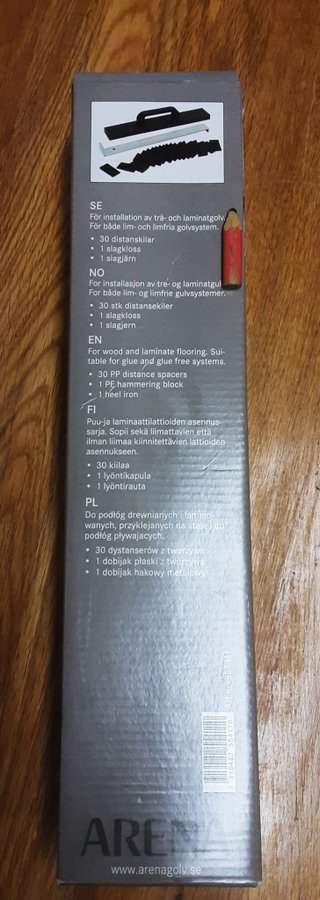 SE
För installation av trä- och laminatgolv.
För både lim- och limfria golvsystem.
• 30 distanskilar
• 1 slagkloss
• 1 slagjärn
NO
For installasjon av tre- og laminatgulv
For både lim- og limfrie gulvsystemer.
• 30 stk distansekiler
• 1 slagkloss
• 1 slagjern
EN
For wood and laminate flooring. Sui-
table for glue and glue free systems.
• 30 PP distance spacers
• 1 PE hammering block
• 1 heel iron
FI
Puu-ja laminaattilattioiden asennus-
sarja. Sopii sekä liimattavien että
ilman liimaa kiinnitettävien lattioiden
asennukseen.
• 30 kiilaa
• 1 lyöntikapula
• 1 lyöntirauta
PL
Do podłóg drewnianych i
wanych, przyklejanych na stałe i do
podłóg pływajacych.
• 30 dystanserów z tworzywa
• 1 dobijak płaski z tworzywa
• 1 dobijak hakowy metalowy
ARENA
www.arenagolv.se